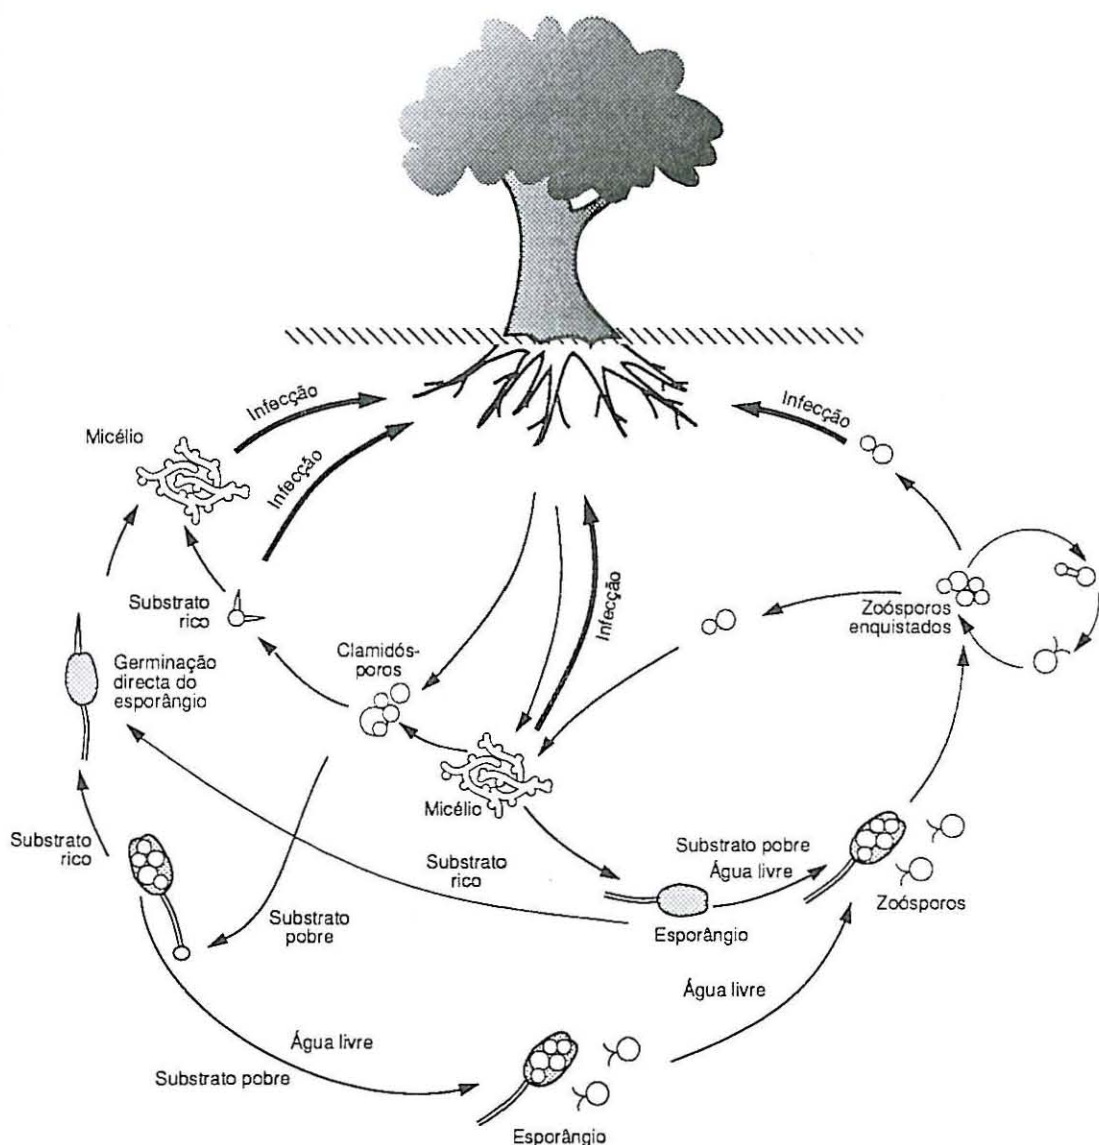 Infecção
Infecção
Micélio
Infecção
Substrato
rico
Infecção
Zoósporos
enquistados
Clamidós-
poros
Germinação
directa do
esporângio
Micélio
Substrato
rico
Substrato
rico
Substrato pobre
Água livre
Zoósporos
Substrato
pobre
Esporângio
Água livre
Água livre
Substrato pobre
Esporângio